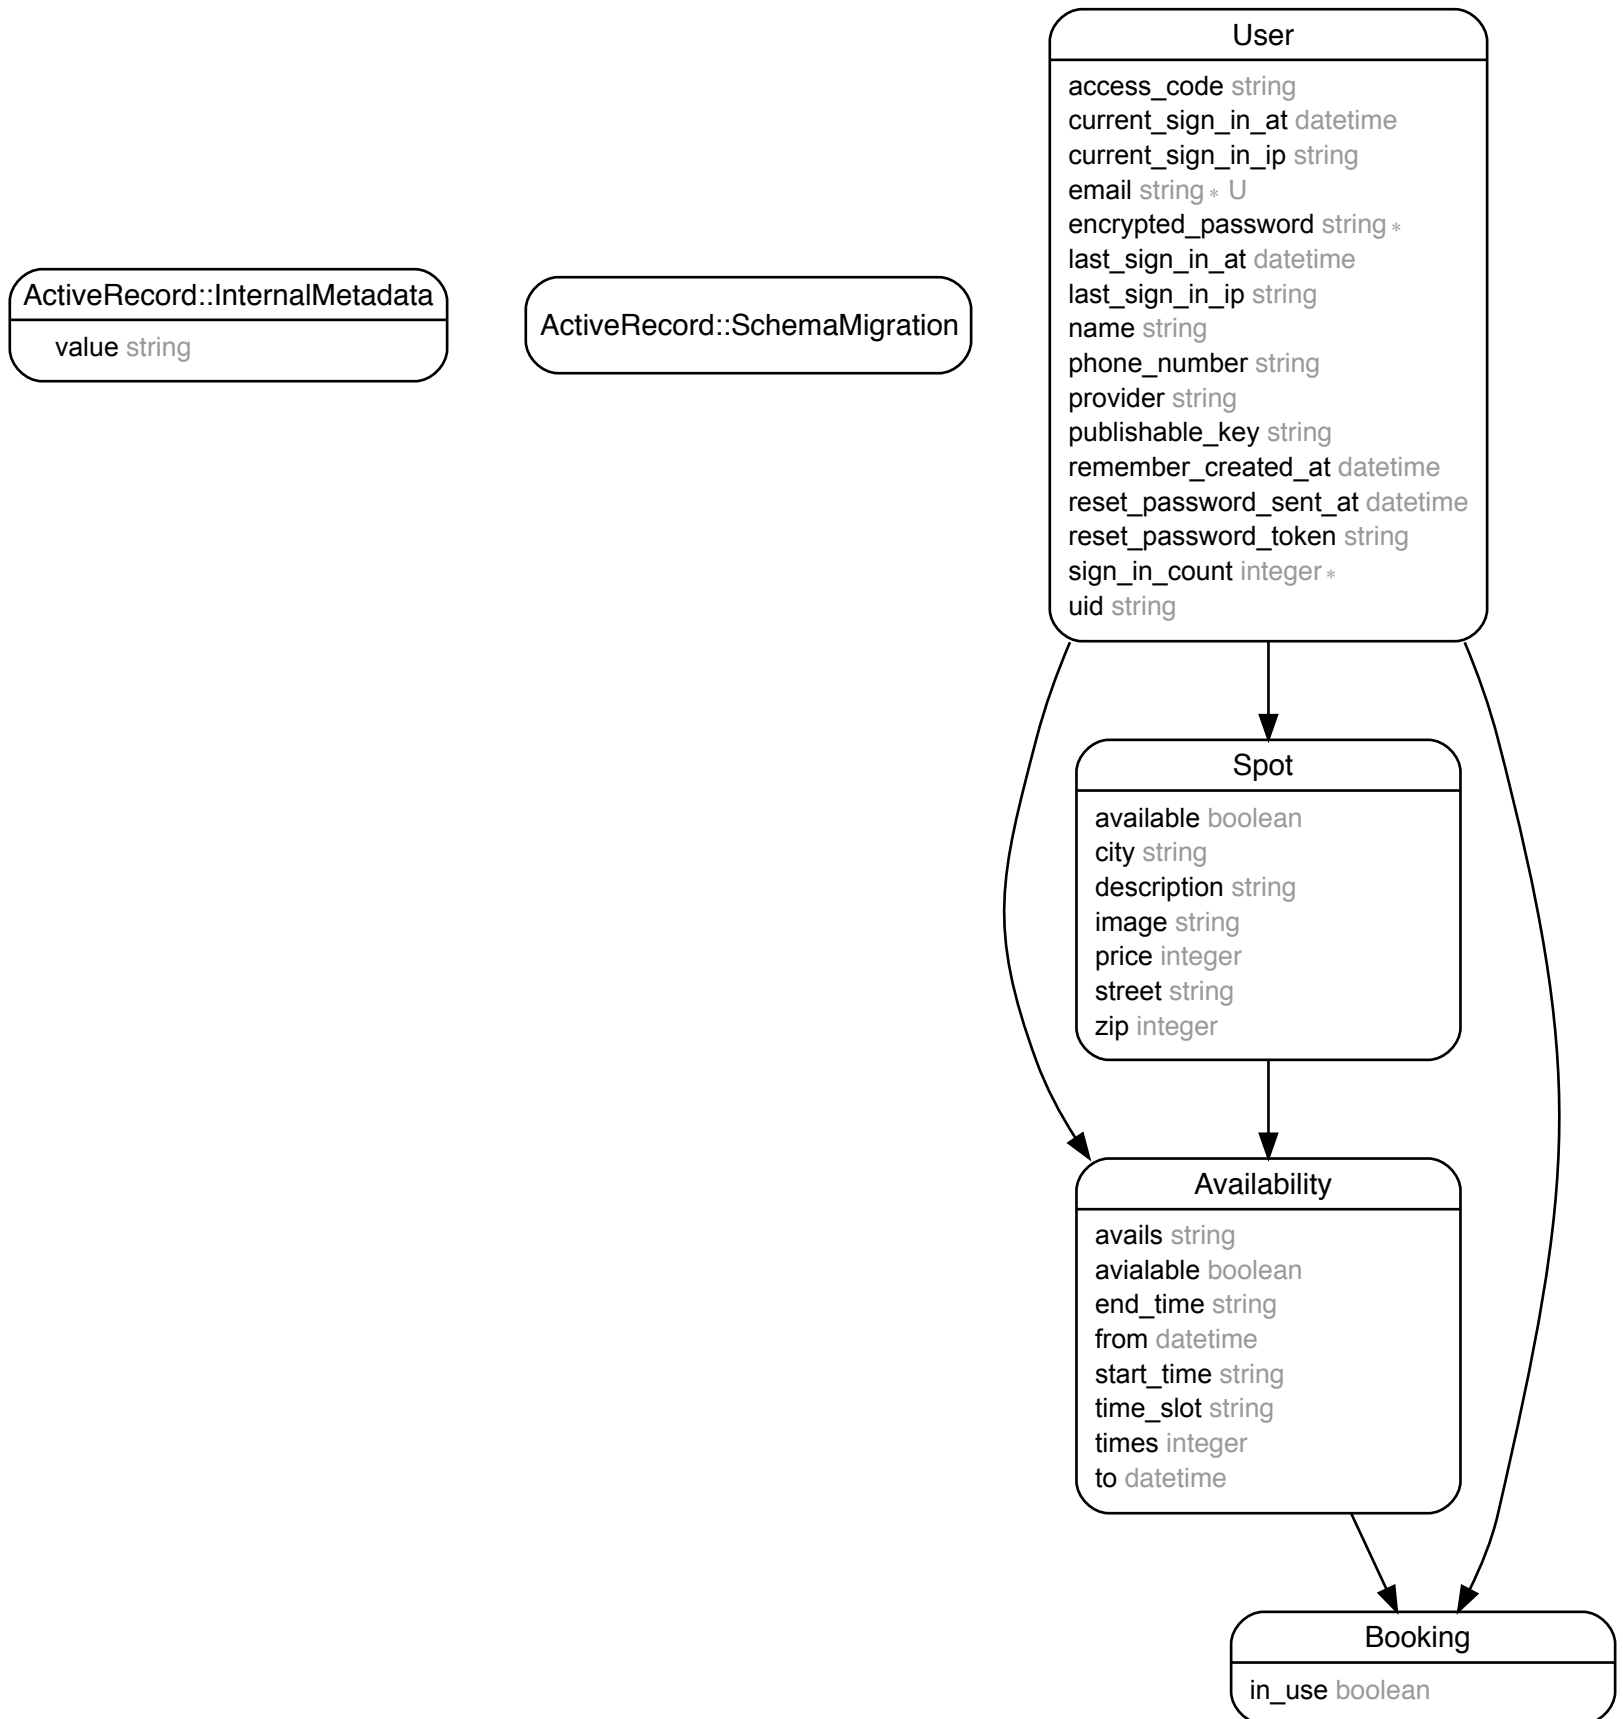 ActiveRecord::InternalMetadata
value string
ActiveRecord::SchemaMigration
User
access_code string
current_sign_in_at datetime
current_sign_in_ip string
email string * U
encrypted_password string *
last_sign_in_at datetime
last_sign_in_ip string
name string
phone_number string
provider string
publishable_key string
remember_created_at datetime
reset_password_sent_at datetime
reset_password_token string
sign_in_count integer *
uid string
Spot
available boolean
city string
description string
image string
price integer
street string
zip integer
Availability
avails string
avialable boolean
end_time string
from datetime
start_time string
time_slot string
times integer
to datetime
Booking
in_use boolean